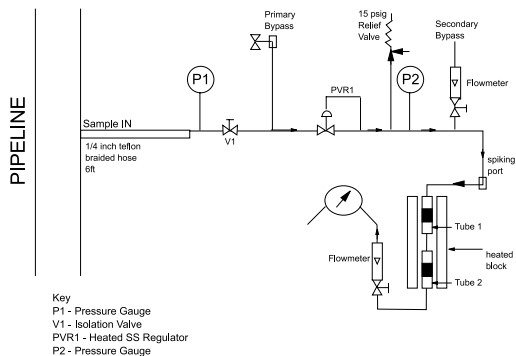 Primary
Bypass
15 psig
Relief
Valve
Secondary
Bypass
P1
PVR1
P2
Flowmeter
PIPELINE
Sample IN
V1
1/4 inch teflon
braided hose
6ft
spiking
port
Tube 1
Flowmeter
heated
block
Tube 2
Key
P1 - Pressure Gauge
V1 - Isolation Valve
PVR1 - Heated SS Regulator
P2 - Pressure Gauge